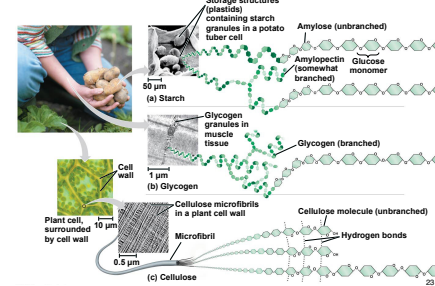 Storage structures
(plastids)
containing starch
granules in a potato
tuber cell
Amylose (unbranched)
Amylopectin
(somewhat
branched)
Glucose
monomer
50 µm
(a) Starch
Glycogen
granules in
muscle
tissue
Glycogen (branched)
1 µm
(b) Glycogen
Cell
wall
Plant cell,
surrounded
by cell wall
10 µm
Cellulose microfibrils
in a plant cell wall
Microfibril
0.5 µm
Cellulose molecule (unbranched)
Hydrogen bonds
(c) Cellulose
23